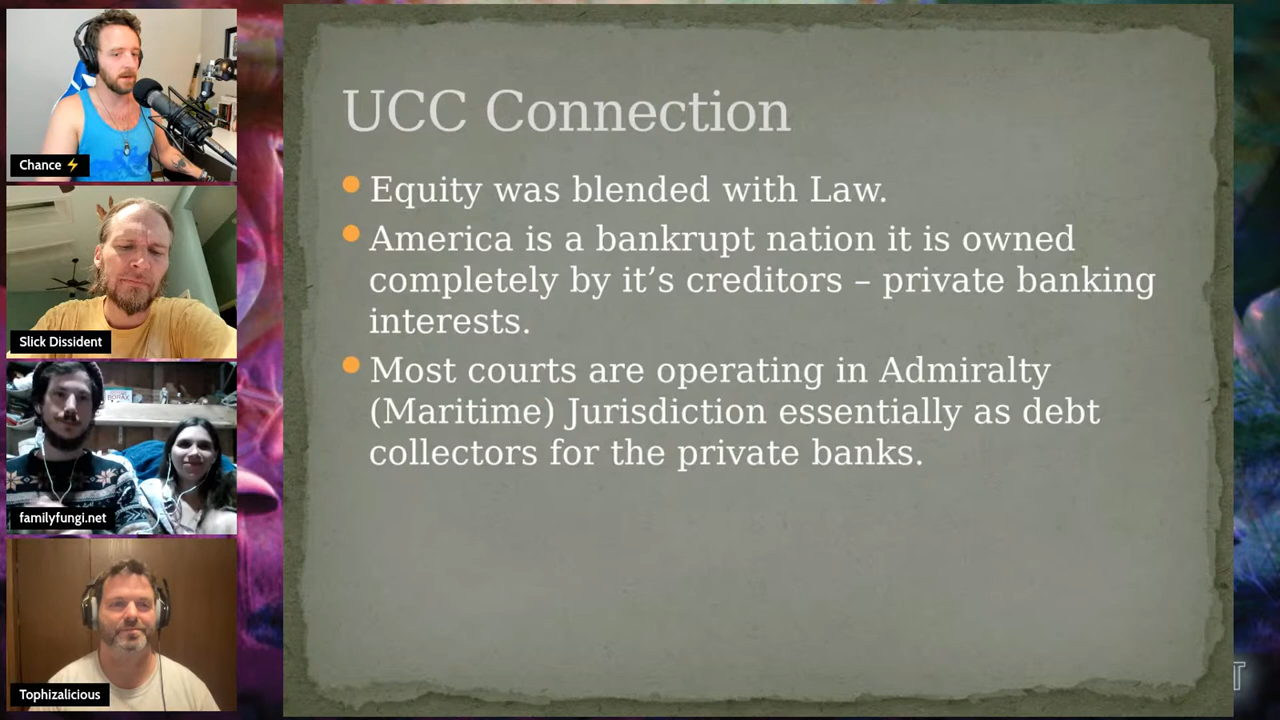 Chance⚡
Slick Dissident
BORAX
familyfungi.net
Tophizalicious
UCC Connection
Equity was blended with Law.
America is a bankrupt nation it is owned
completely by it’s creditors – private banking
interests.
Most courts are operating in Admiralty
(Maritime) Jurisdiction essentially as debt
collectors for the private banks.
T